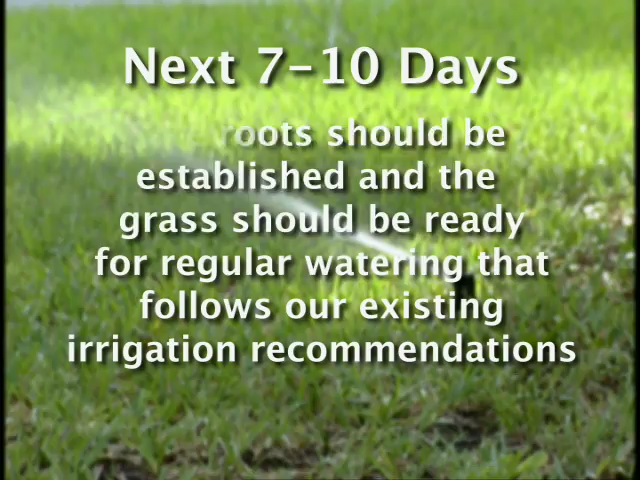 Next 7-10 Days
roots should be
established and the
grass should be ready
for regular watering that
follows our existing
irrigation recommendations